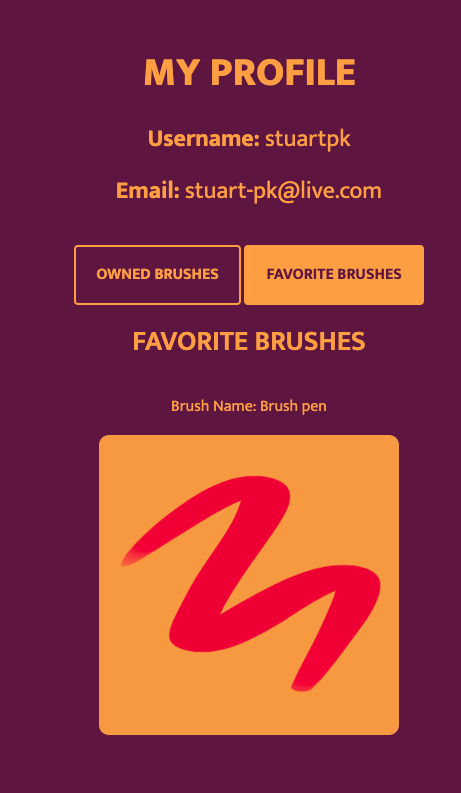 MY PROFILE
Username: stuartpk
Email: stuart-pk@live.com
OWNED BRUSHES
FAVORITE BRUSHES
FAVORITE BRUSHES
Brush Name: Brush pen